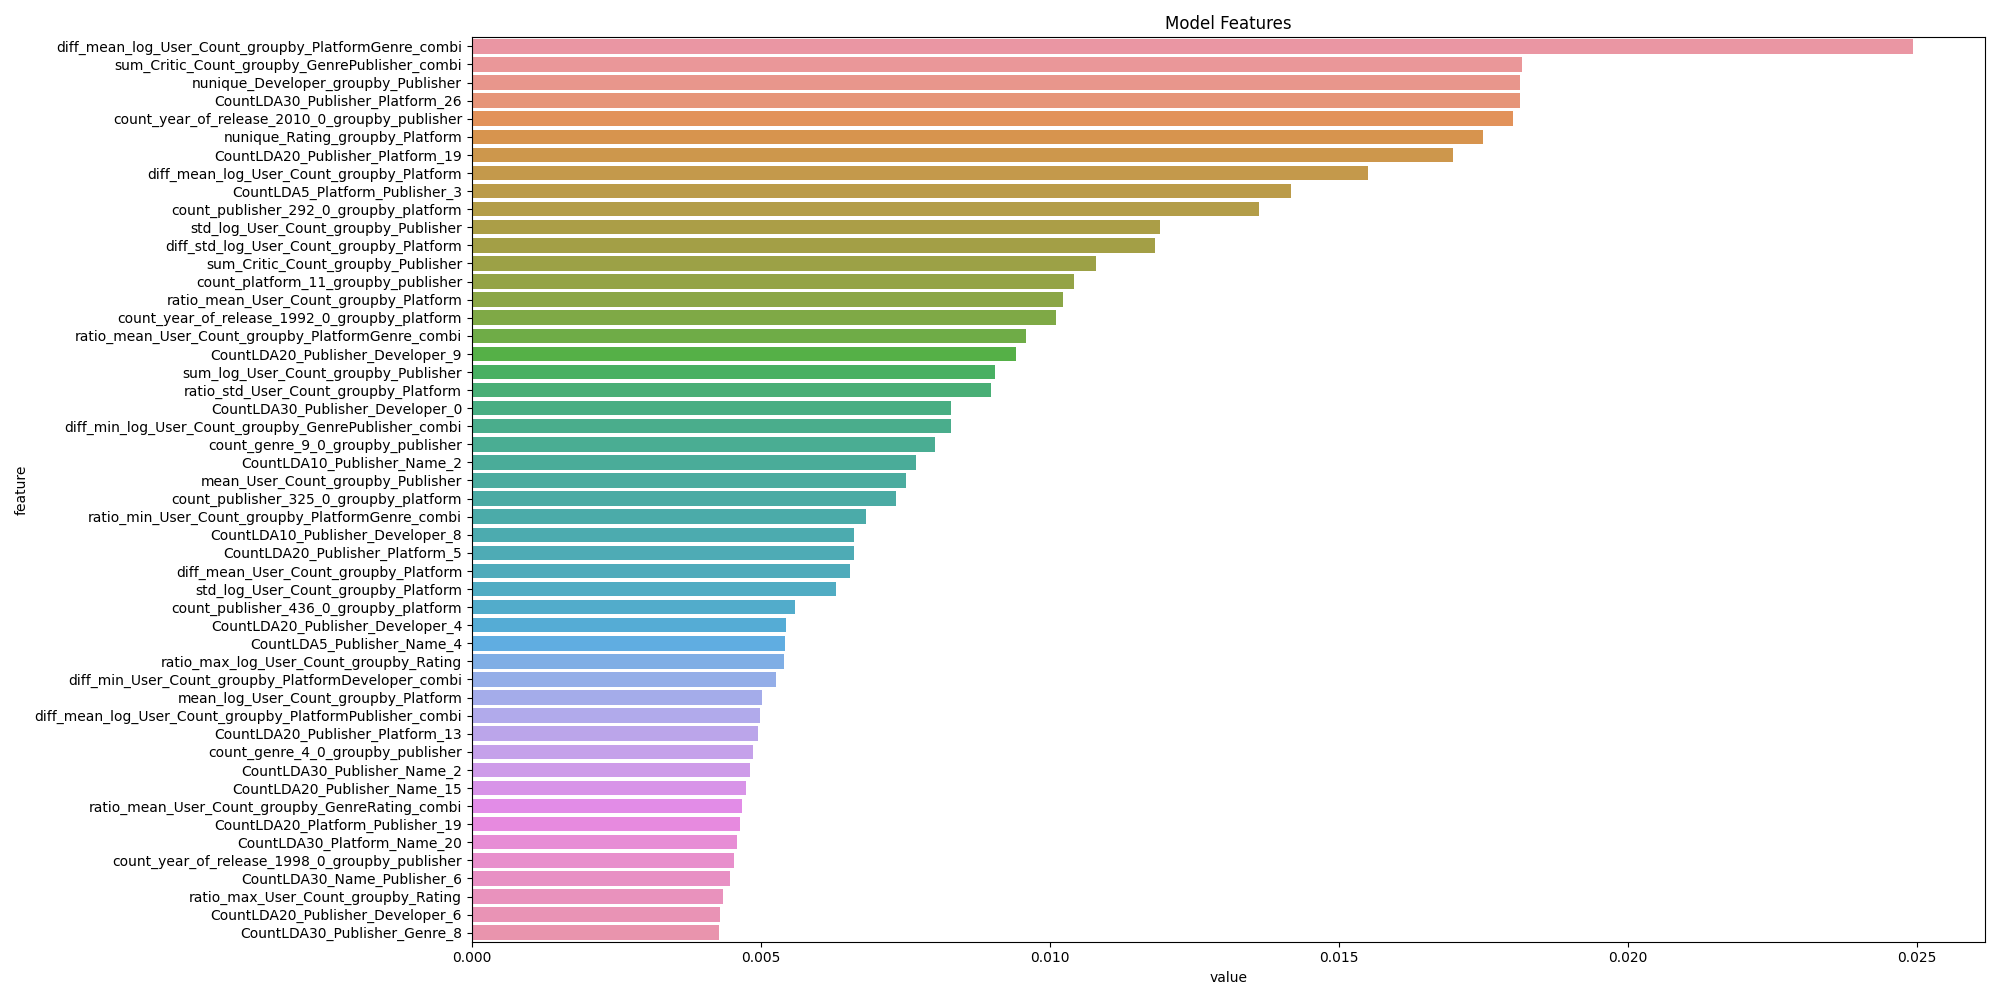 Model Features
diff_mean_log_User_Count_groupby_PlatformGenre_combi
sum_Critic_Count_groupby_GenrePublisher_combi
nunique_Developer_groupby_Publisher
CountLDA30_Publisher_Platform_26
count_year_of_release_2010_0_groupby_publisher
nunique_Rating_groupby_Platform
CountLDA20_Publisher_Platform_19
diff_mean_log_User_Count_groupby_Platform
CountLDA5_Platform_Publisher_3
count_publisher_292_0_groupby_platform
std_log_User_Count_groupby_Publisher
diff_std_log_User_Count_groupby_Platform
sum_Critic_Count_groupby_Publisher
count_platform_11_groupby_publisher
ratio_mean_User_Count_groupby_Platform
count_year_of_release_1992_0_groupby_platform
ratio_mean_User_Count_groupby_PlatformGenre_combi
CountLDA20_Publisher_Developer_9
sum_log_User_Count_groupby_Publisher
ratio_std_User_Count_groupby_Platform
CountLDA30_Publisher_Developer_0
diff_min_log_User_Count_groupby_GenrePublisher_combi
count_genre_9_0_groupby_publisher
CountLDA10_Publisher_Name_2
mean_User_Count_groupby_Publisher
count_publisher_325_0_groupby_platform
ratio_min_User_Count_groupby_PlatformGenre_combi
CountLDA10_Publisher_Developer_8
CountLDA20_Publisher_Platform_5
diff_mean_User_Count_groupby_Platform
std_log_User_Count_groupby_Platform
count_publisher_436_0_groupby_platform
CountLDA20_Publisher_Developer_4
CountLDA5_Publisher_Name_4
ratio_max_log_User_Count_groupby_Rating
diff_min_User_Count_groupby_PlatformDeveloper_combi
mean_log_User_Count_groupby_Platform
diff_mean_log_User_Count_groupby_PlatformPublisher_combi
CountLDA20_Publisher_Platform_13
count_genre_4_0_groupby_publisher
CountLDA30_Publisher_Name_2
CountLDA20_Publisher_Name_15
ratio_mean_User_Count_groupby_GenreRating_combi
CountLDA20_Platform_Publisher_19
CountLDA30_Platform_Name_20
count_year_of_release_1998_0_groupby_publisher
CountLDA30_Name_Publisher_6
ratio_max_User_Count_groupby_Rating
CountLDA20_Publisher_Developer_6
CountLDA30_Publisher_Genre_8
feature
0.000 0.005 0.010 0.015 0.020 0.025
value